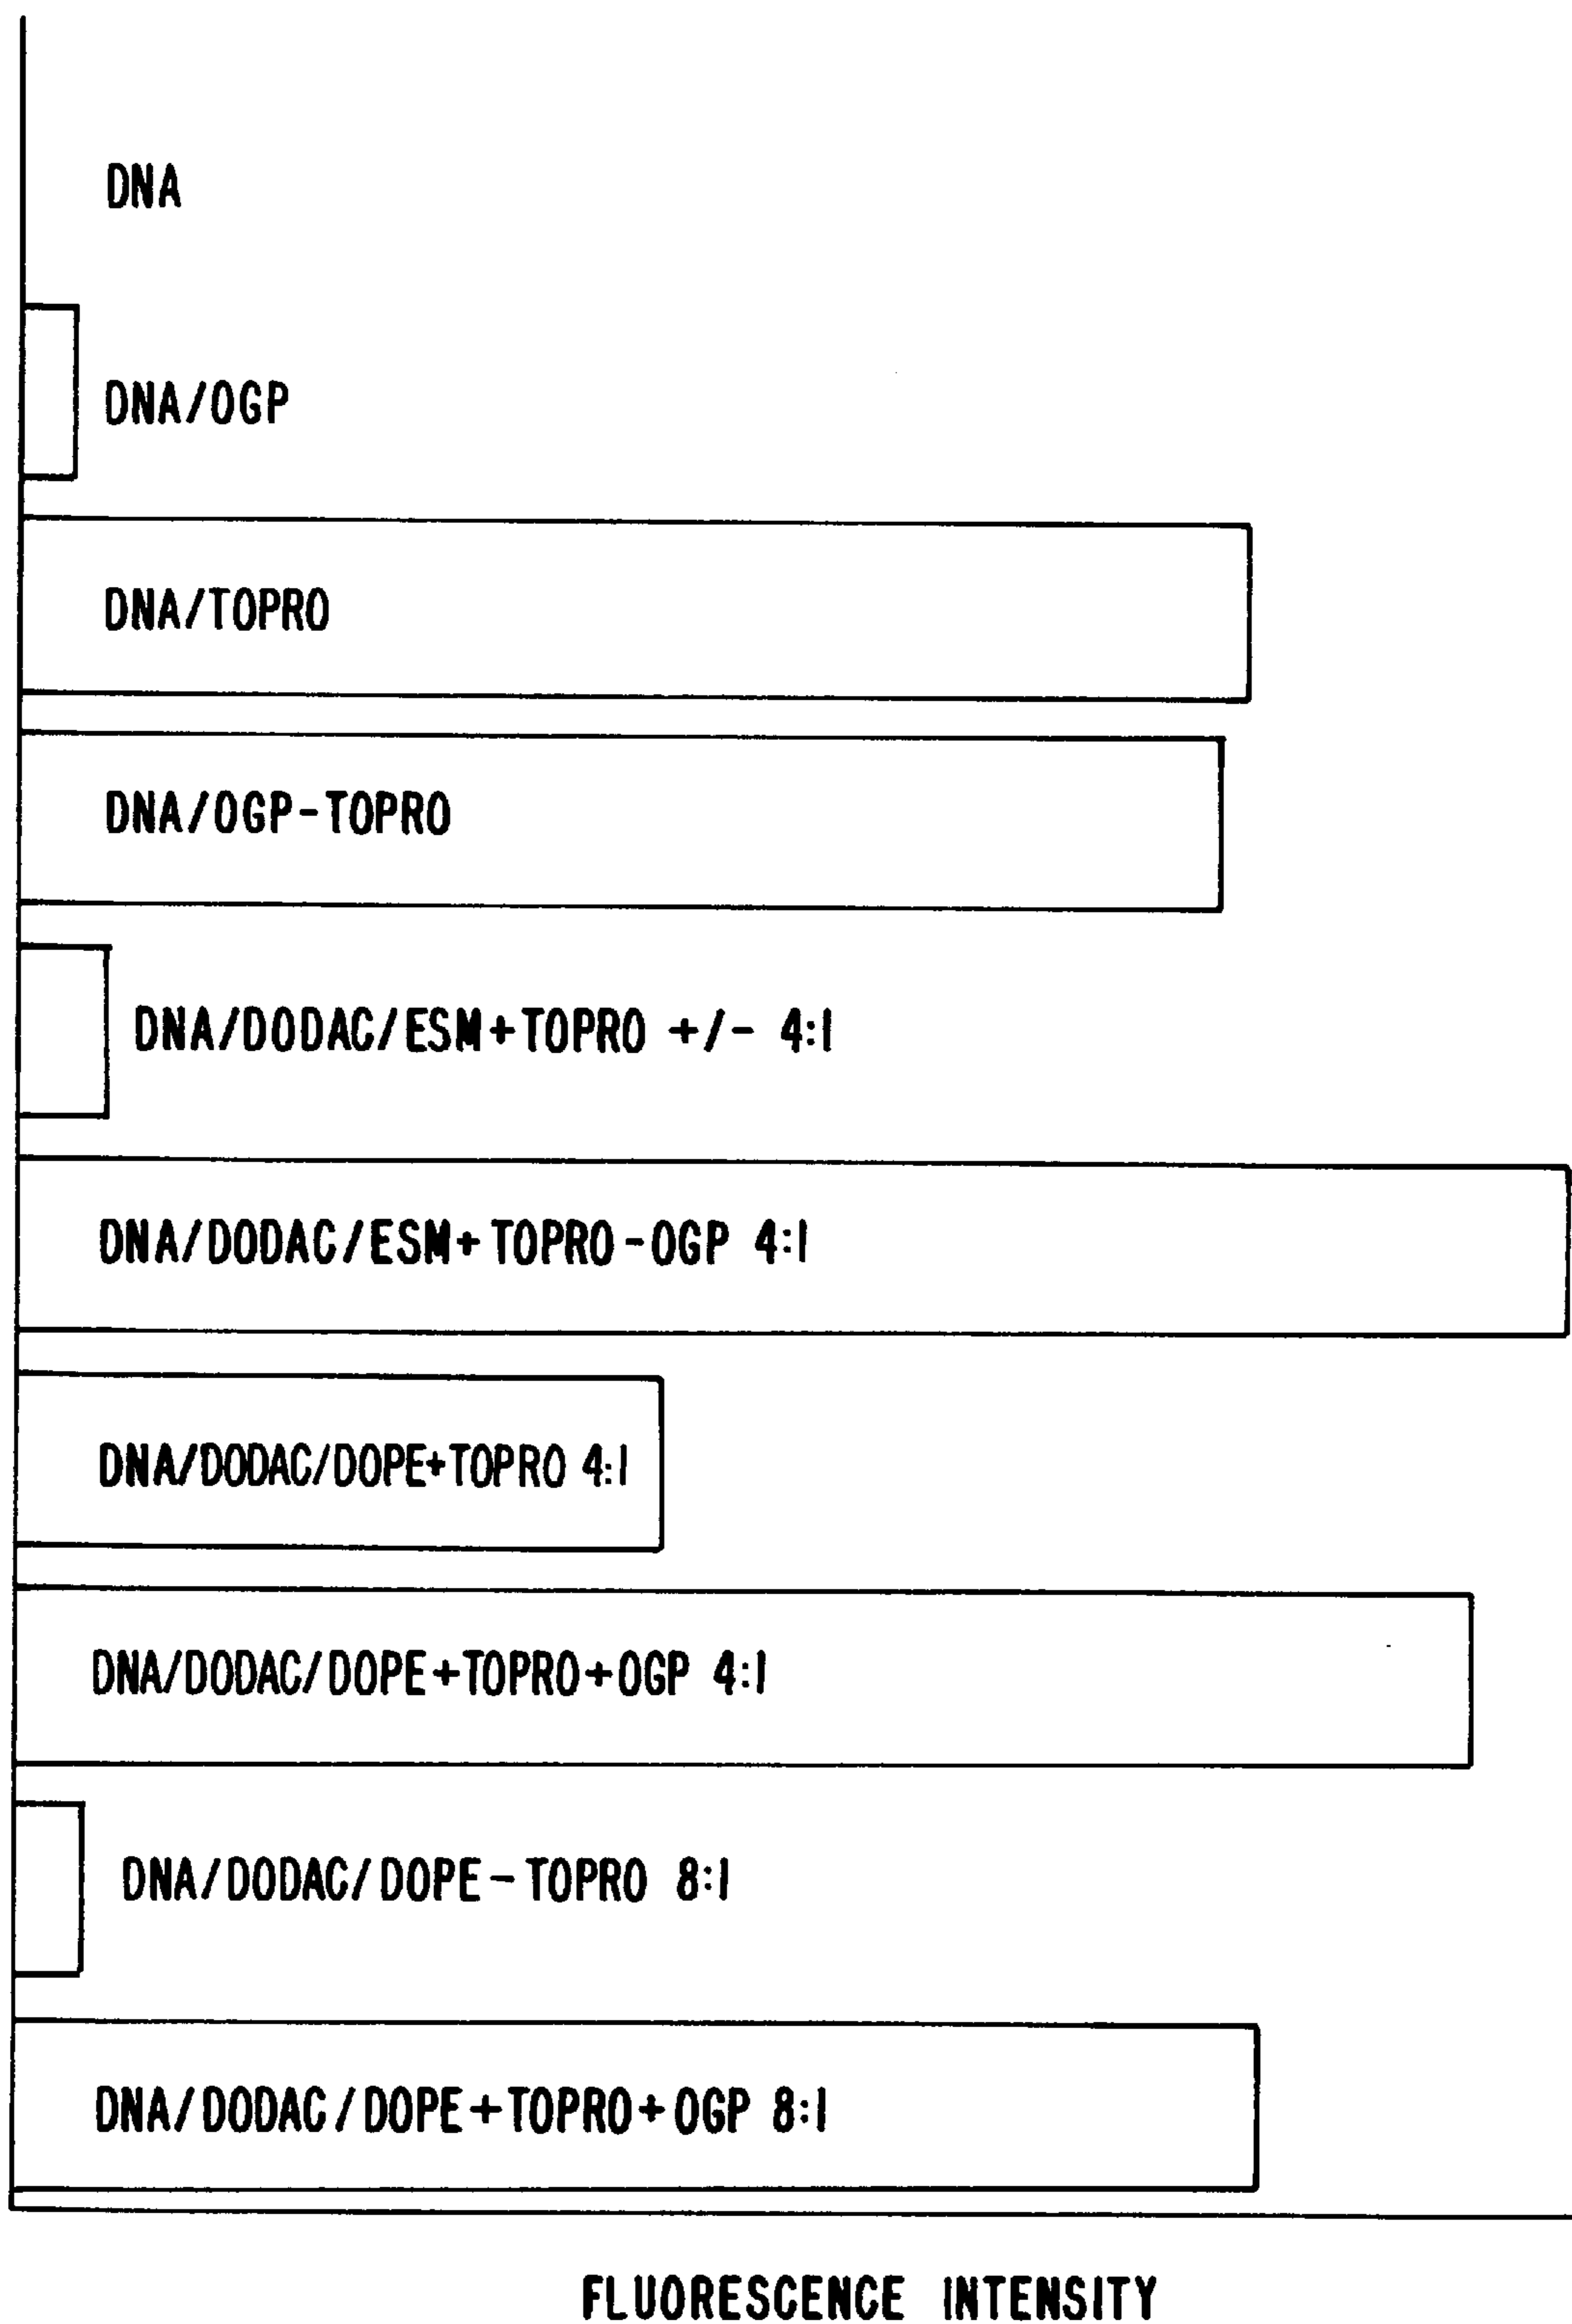 DNA
DNA/OGP
DNA/TOPRO
DNA/OGP-TOPRO
DNA/DODAC/ESM+TOPRO +/- 4:1
DNA/DODAC/ESM+TOPRO-OGP 4:1
DNA/DODAC/DOPE+TOPRO 4:1
DNA/DODAC/DOPE+TOPRO+OGP 4:1
DNA/DODAC/DOPE-TOPRO 8:1
DNA/DODAC/DOPE+TOPRO+OGP 8:1
FLUORESCENCE INTENSITY